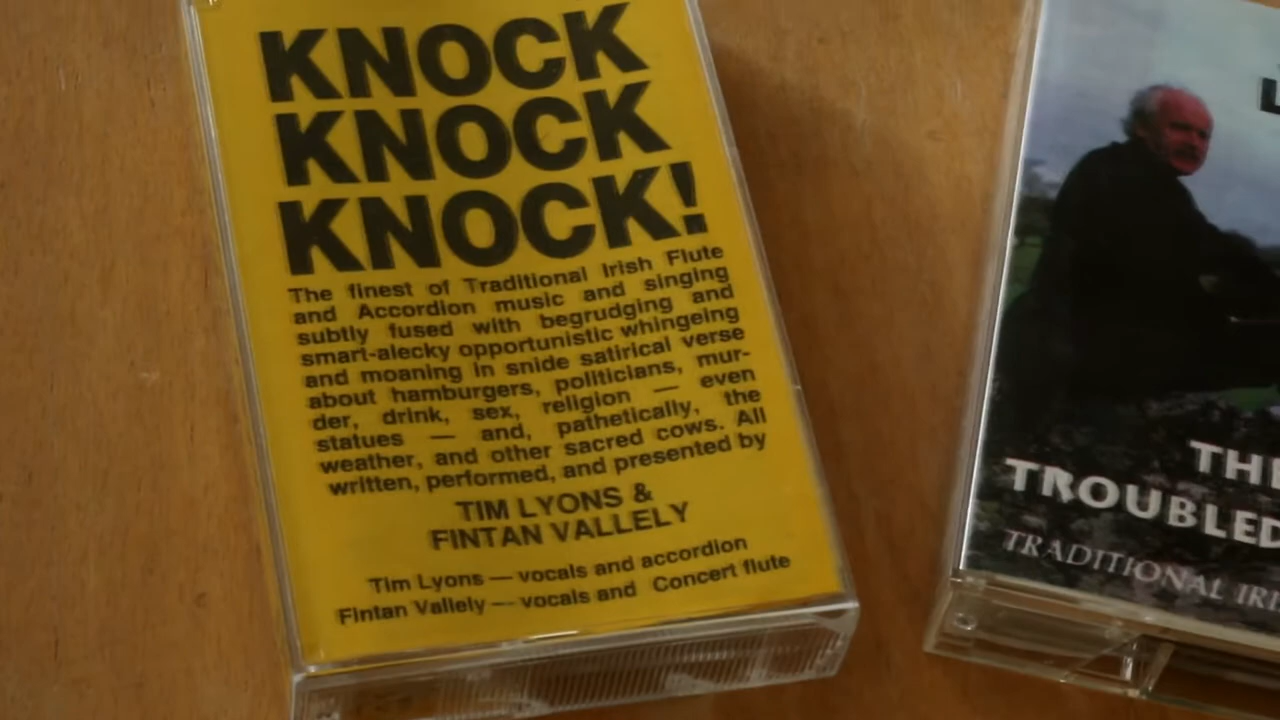 KNOCK
KNOCK
KNOCK!
The finest of Traditional Irish Flute
and Accordion music and singing
subtly fused with begrudging and
smart-alecky opportunistic whingeing
and moaning in snide satirical verse
about hamburgers, politicians, mur-
der, drink, sex, religion — even
statues — and, pathetically, the
weather, and other sacred cows. All
written, performed, and presented by
TIM LYONS &
FINTAN VALLELY
Tim Lyons — vocals and accordion
Fintan Vallely — vocals and Concert flute
TROUBLED
TRADITIONAL